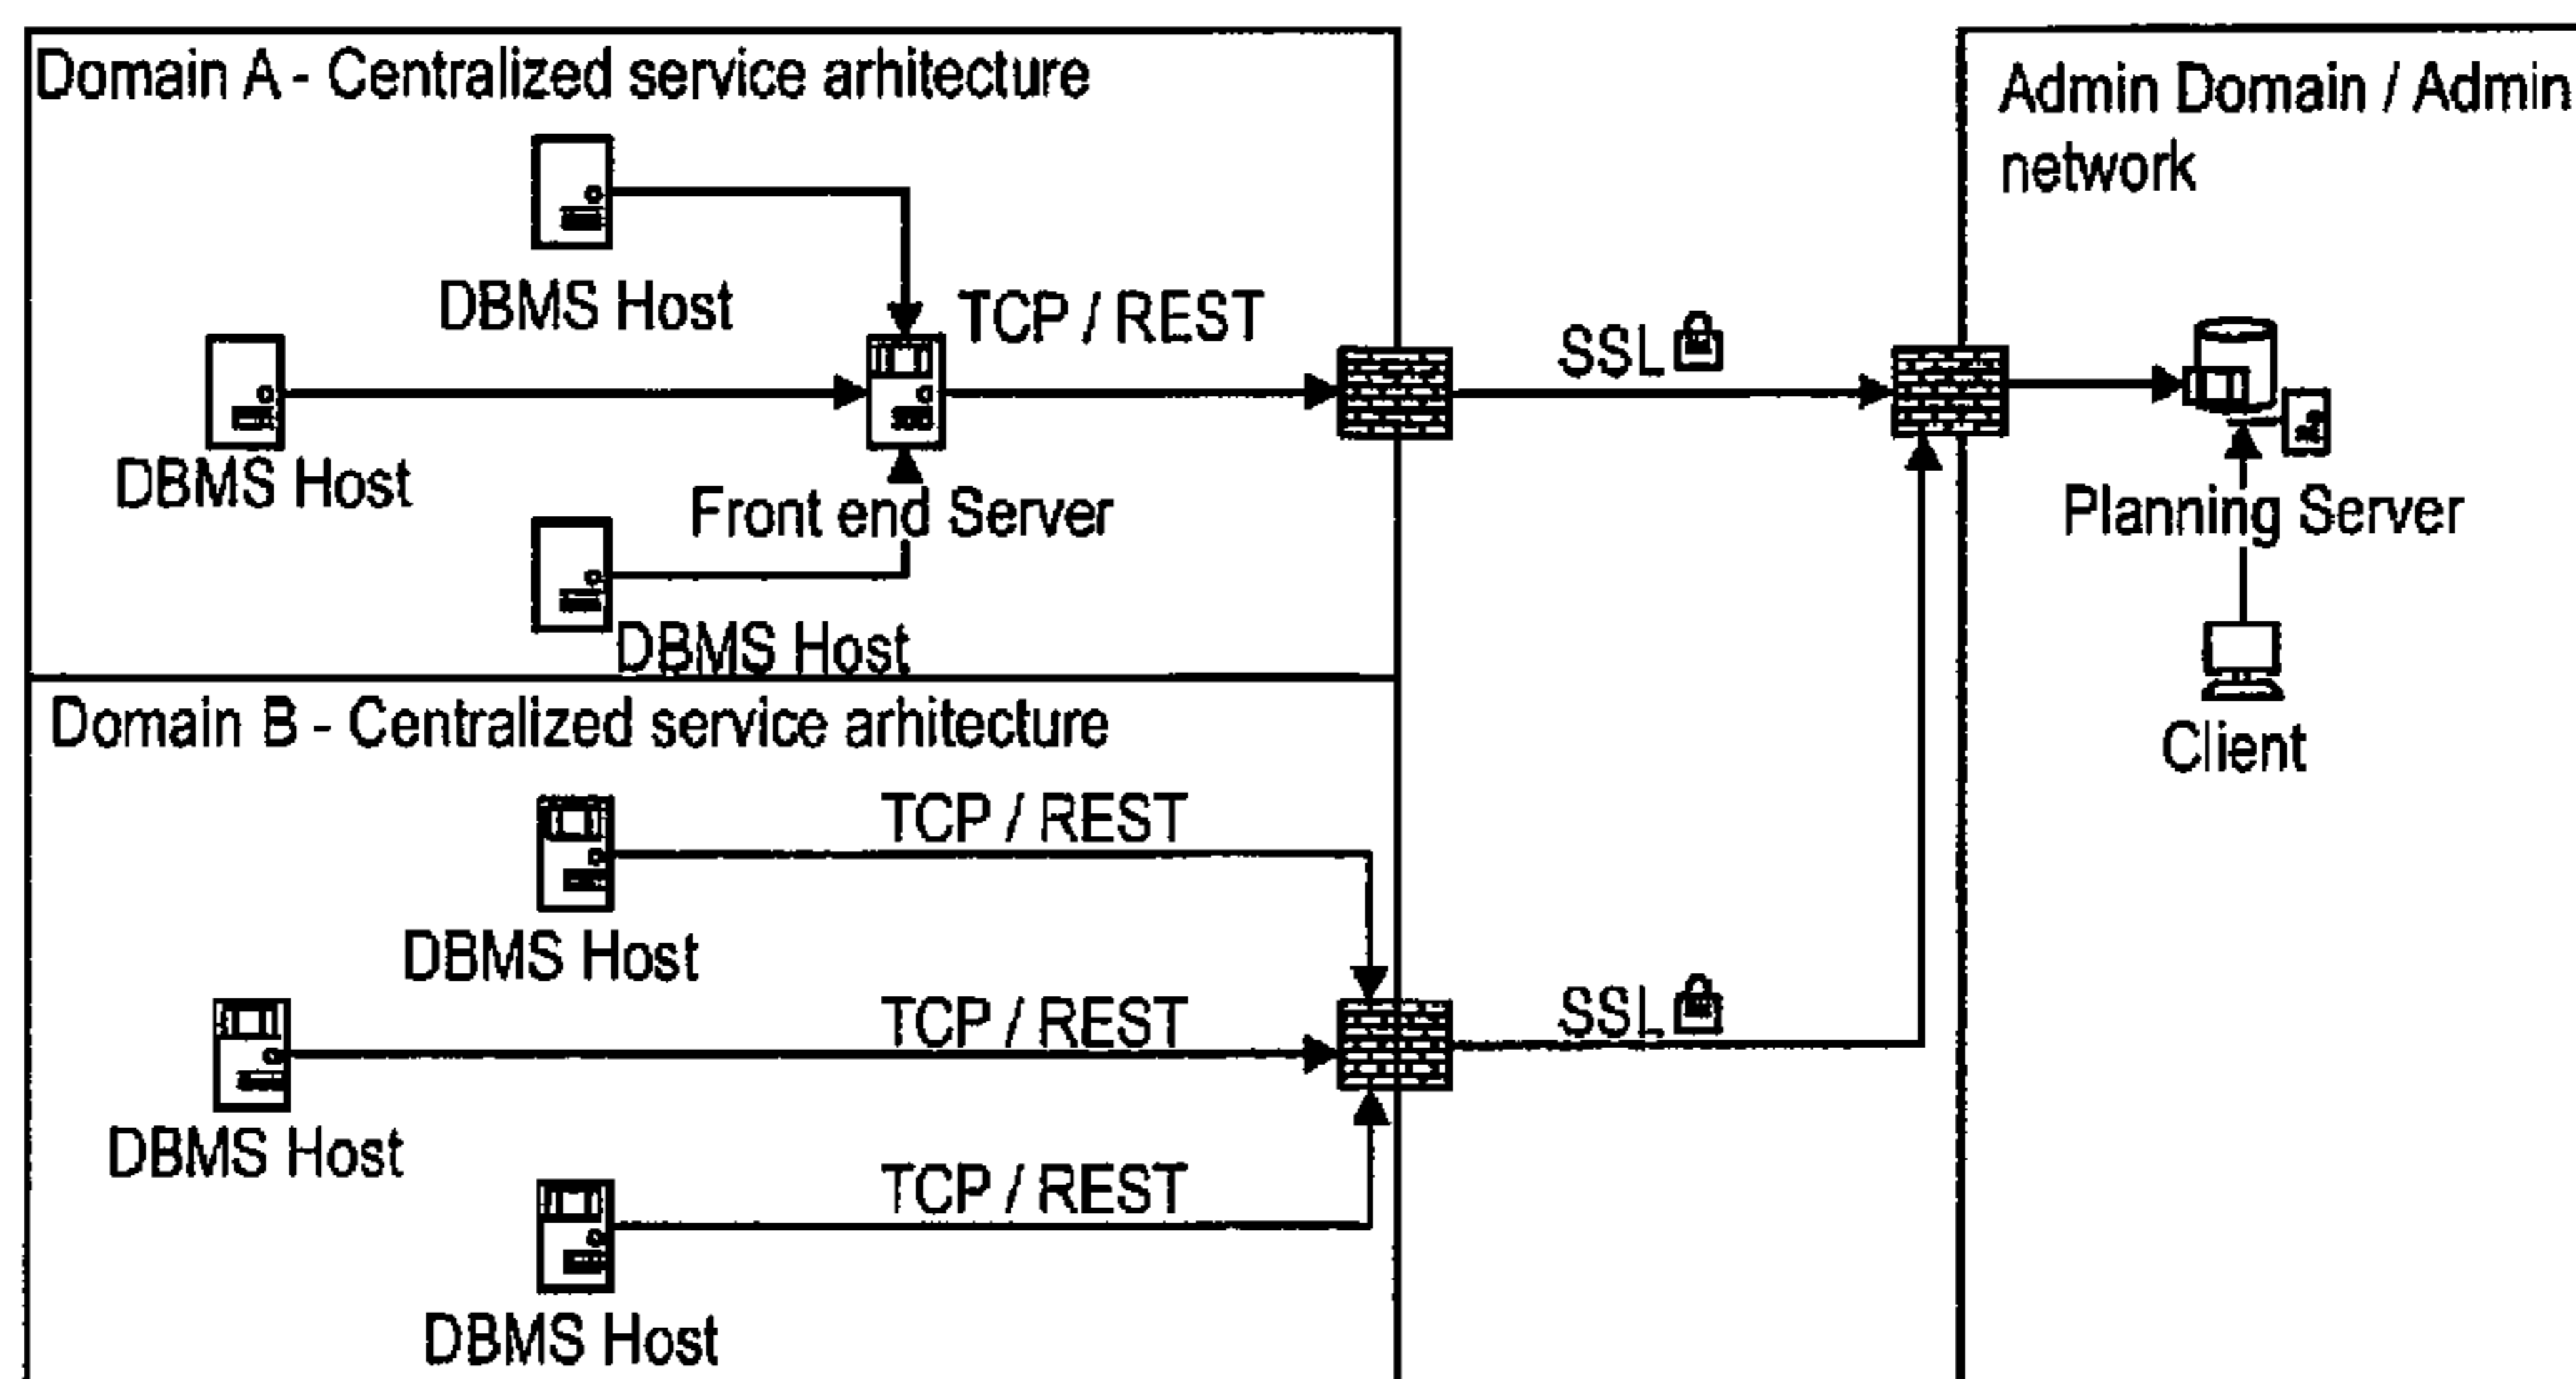 Domain A - Centralized service arhitecture
DBMS Host
TCP / REST
DBMS Host
Front end Server
DBMS Host
SSL
Admin Domain / Admin
network
Planning Server
Client
Domain B - Centralized service arhitecture
TCP / REST
DBMS Host
TCP / REST
SSL
DBMS Host
TCP / REST
DBMS Host